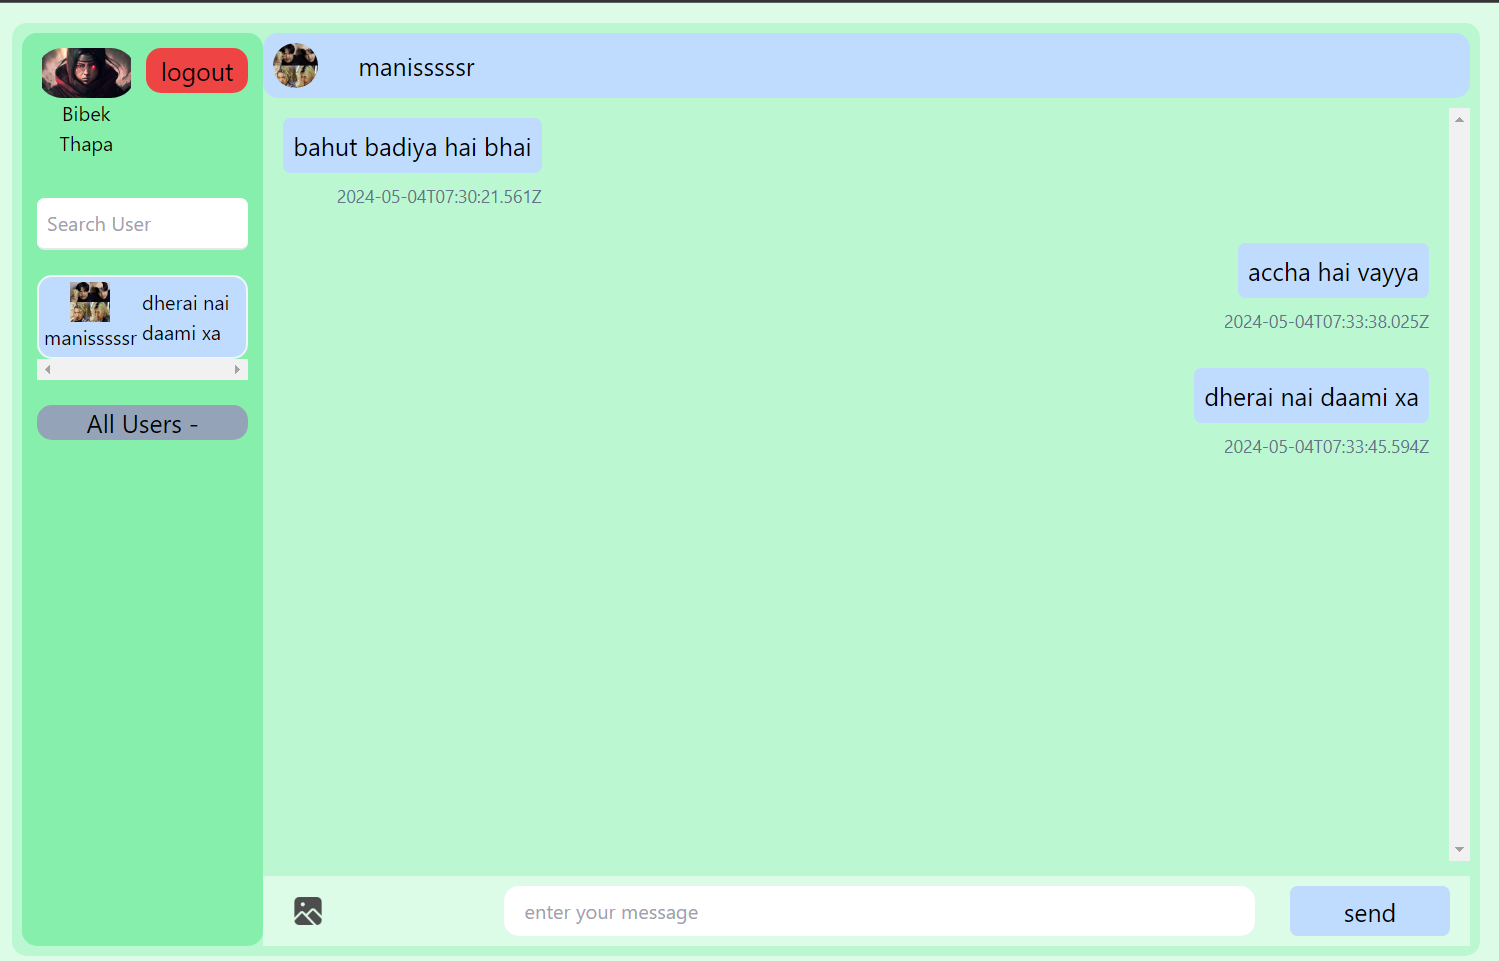 logout
Bibek
Thapa
Search User
dherai nai
daami xa
manisssssr
All Users -
manisssssr
bahut badiya hai bhai
2024-05-04T07:30:21.561Z
accha hai vayya
2024-05-04T07:33:38.025Z
dherai nai daami xa
2024-05-04T07:33:45.594Z
enter your message
send